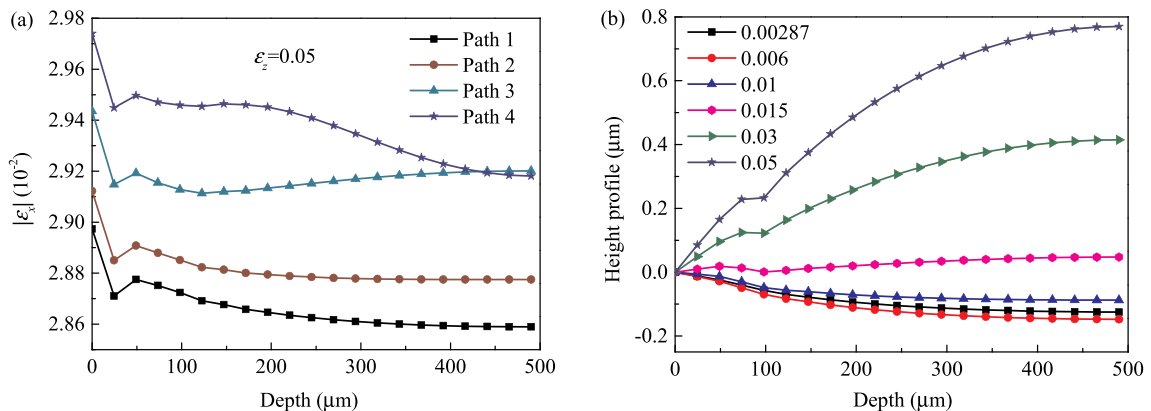 (a)
2.98
2.96
2.94
2.92
2.90
2.88
2.86
|εx| (10-2)
εz=0.05
Path 1
Path 2
Path 3
Path 4
0 100 200 300 400 500
Depth (μm)
(b)
0.8
0.6
0.4
0.2
0.0
-0.2
Height profile (μm)
0.00287
0.006
0.01
0.015
0.03
0.05
0 100 200 300 400 500
Depth (μm)